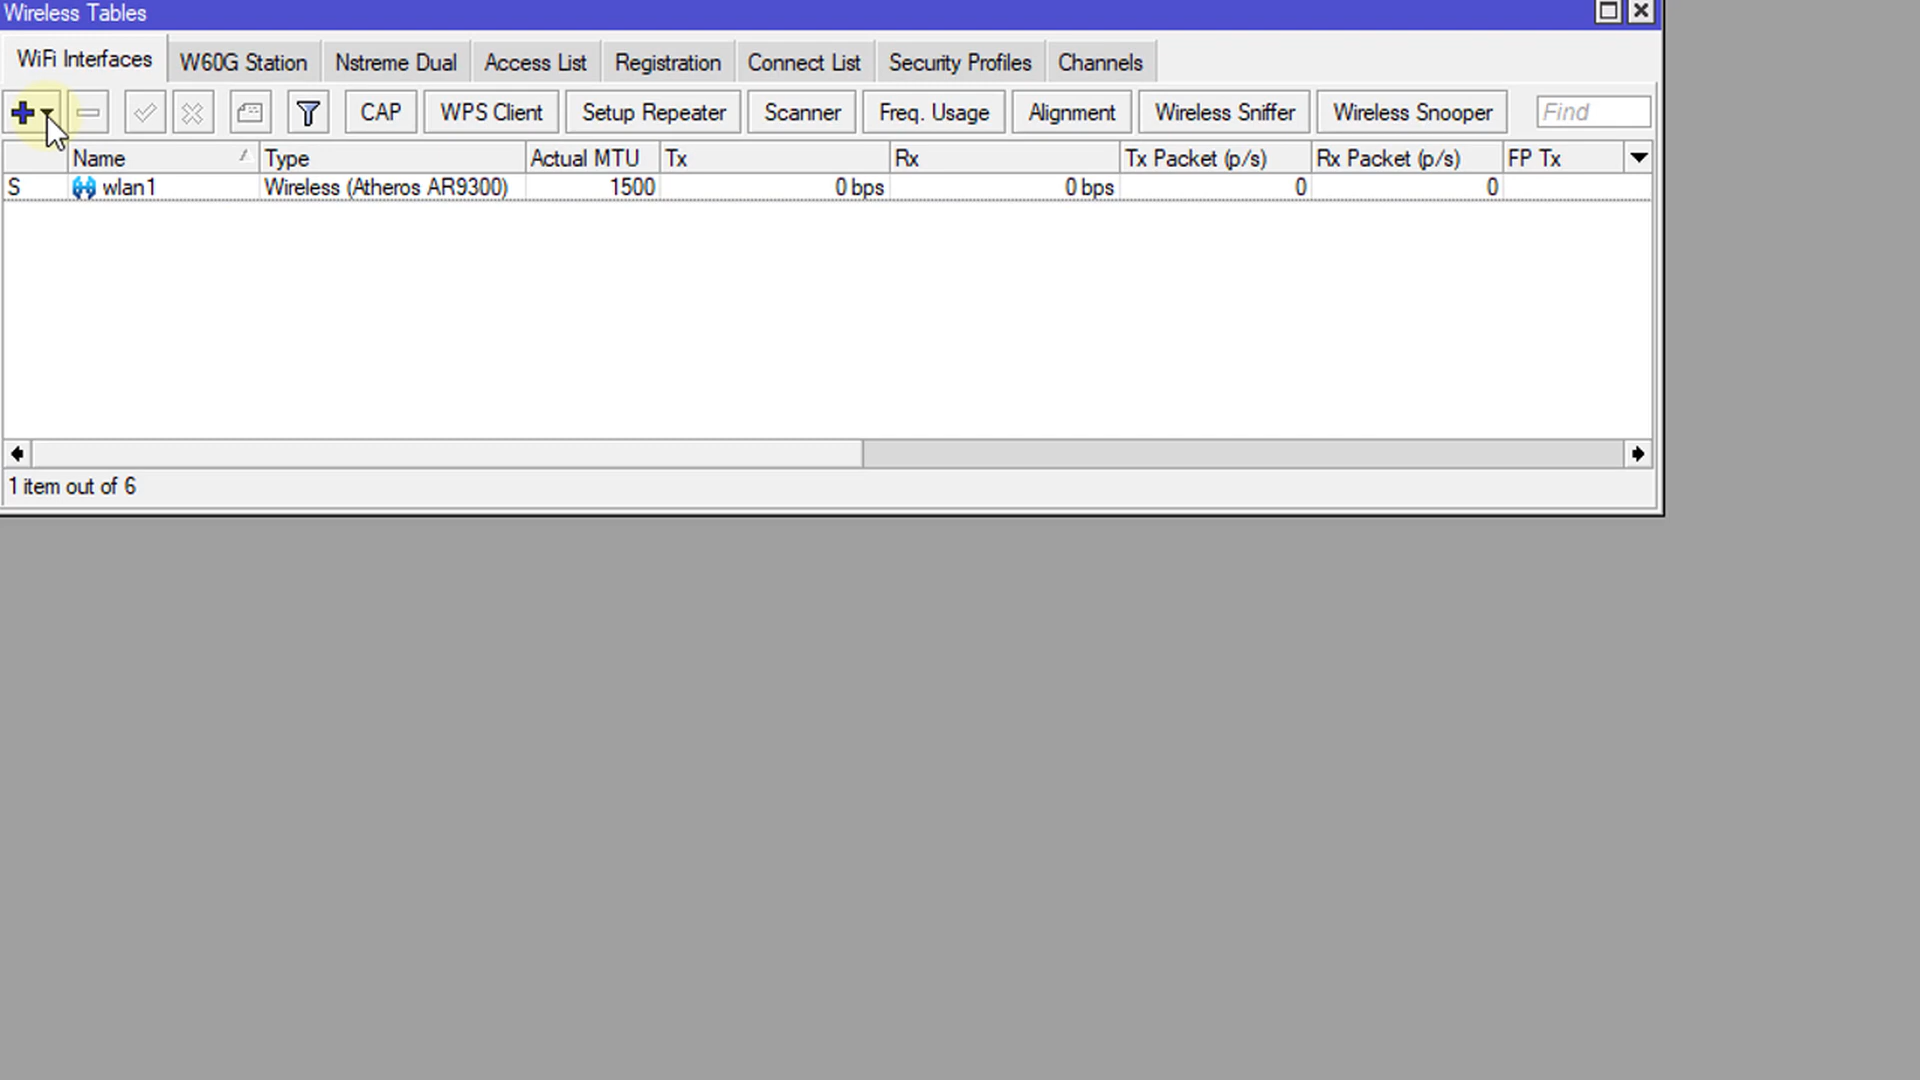 Wireless Tables
WiFi Interfaces W60G Station Nstreme Dual Access List Registration Connect List Security Profiles Channels
CAP WPS Client Setup Repeater Scanner Freq. Usage Alignment Wireless Sniffer Wireless Snooper Find
Name Type Actual MTU Tx Rx Tx Packet (p/s) Rx Packet (p/s) FP Tx
S wlan1 Wireless (Atheros AR9300) 1500 0 bps 0 bps 0 0
1 item out of 6